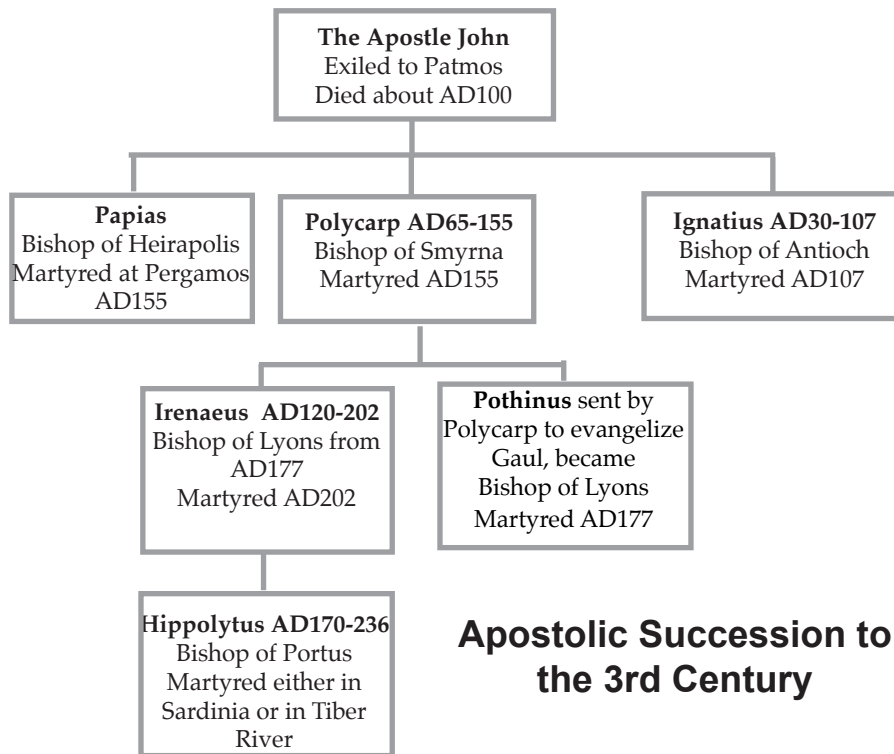 The Apostle John
Exiled to Patmos
Died about AD100
Papias
Bishop of Heirapolis
Martyred at Pergamos
AD155
Polycarp AD65-155
Bishop of Smyrna
Martyred AD155
Ignatius AD30-107
Bishop of Antioch
Martyred AD107
Irenaeus AD120-202
Bishop of Lyons from
AD177
Martyred AD202
Pothinus sent by
Polycarp to evangelize
Gaul, became
Bishop of Lyons
Martyred AD177
Hippolytus AD170-236
Bishop of Portus
Martyred either in
Sardinia or in Tiber
River
Apostolic Succession to
the 3rd Century